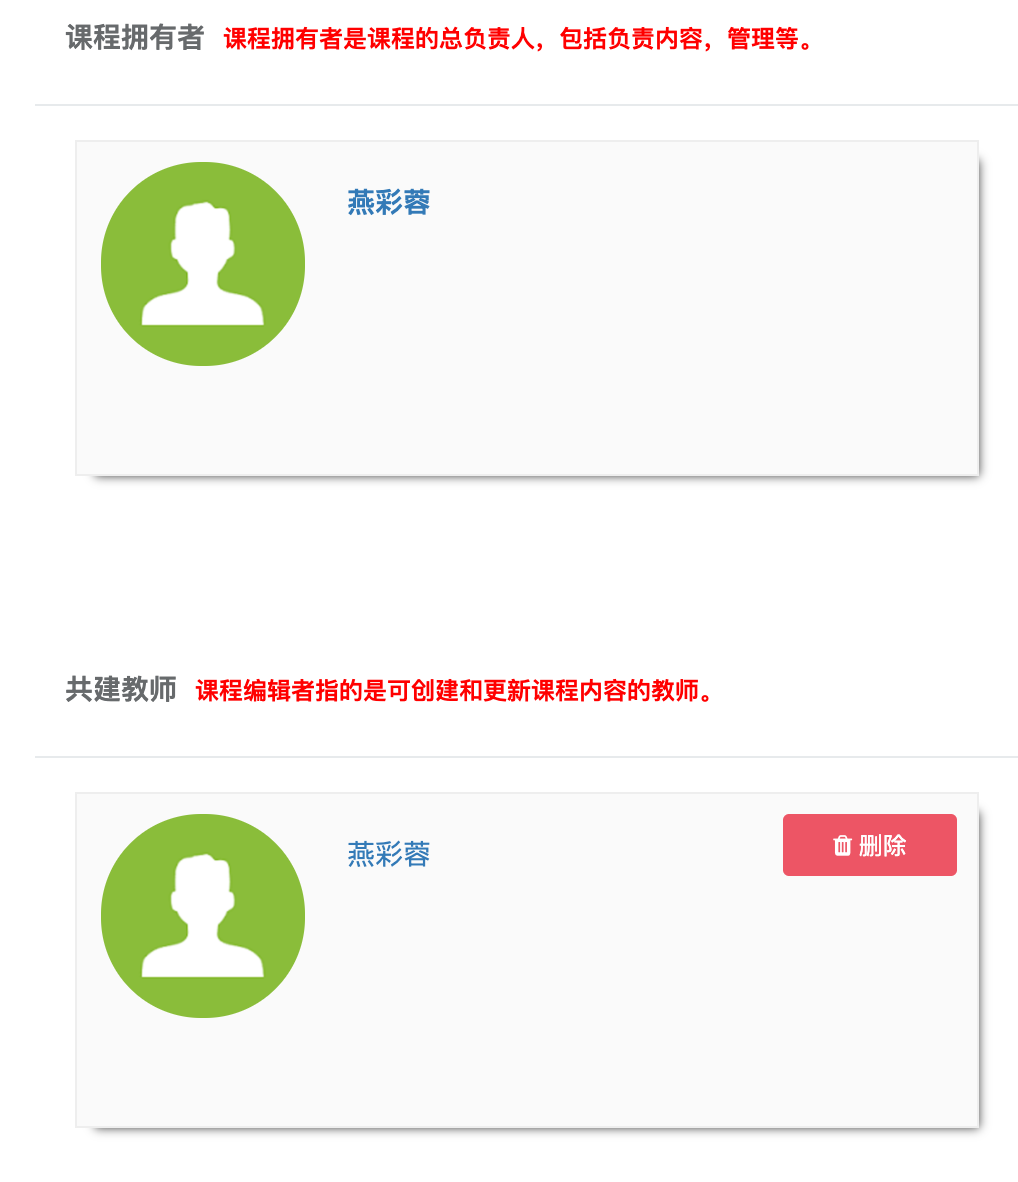 课程拥有者 课程拥有者是课程的总负责人，包括负责内容，管理等。
燕彩蓉
共建教师 课程编辑者指的是可创建和更新课程内容的教师。
燕彩蓉
删除